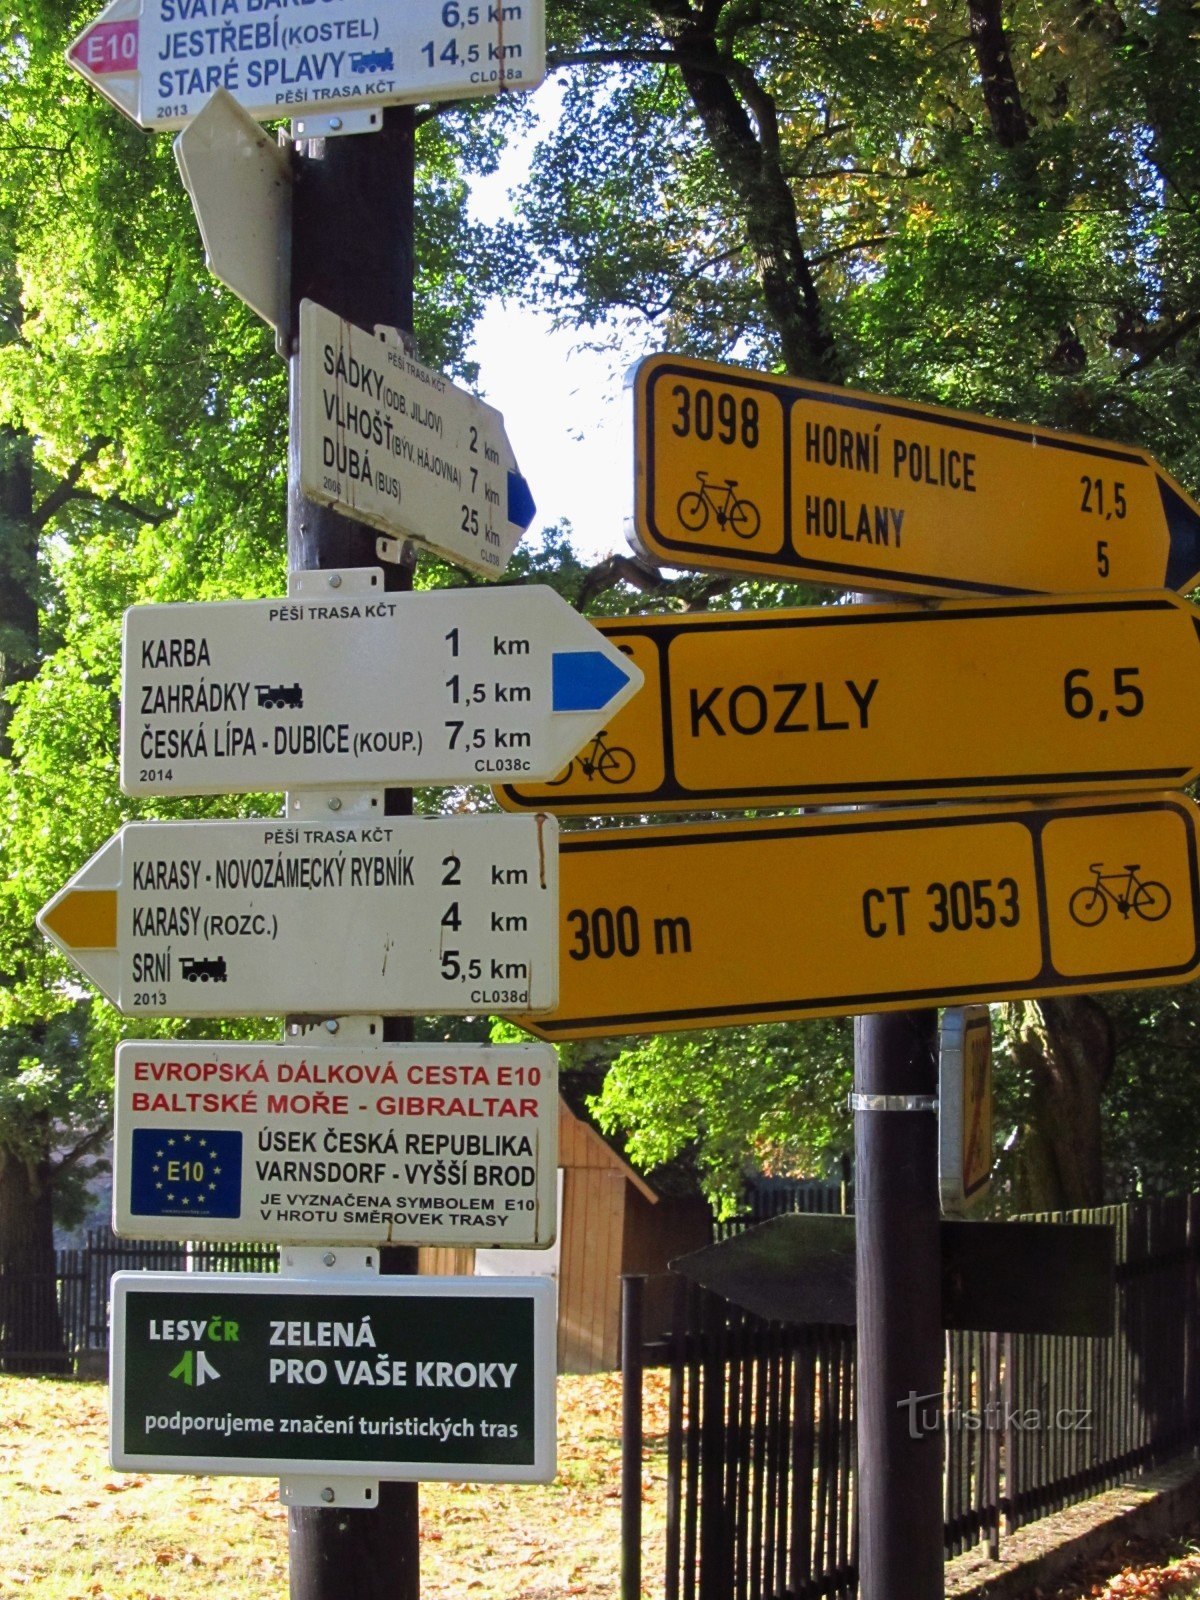 SVATÁ 6,5 km
E10
JESTŘEBÍ (KOSTEL)
STARÉ SPLAVY 14,5 km
2013 PĚŠÍ TRASA KČT CL038a
PĚŠÍ TRASA KČT
SÁDKY (ODB. JILJOV) 2 km
VLHOŠŤ (BÝV. HÁJOVNA) 7 km
DUBÁ (BUS) 25 km
2006 CL038
PĚŠÍ TRASA KČT
KARBA 1 km
ZAHRÁDKY 1,5 km
ČESKÁ LÍPA - DUBICE (KOUP.) 7,5 km
2014 CL038c
PĚŠÍ TRASA KČT
KARASY - NOVOZÁMECKÝ RYBNÍK 2 km
KARASY (ROZC.) 4 km
SRNÍ 5,5 km
2013 CL038d
EVROPSKÁ DÁLKOVÁ CESTA E10
BALTSKÉ MOŘE - GIBRALTAR
E10
ÚSEK ČESKÁ REPUBLIKA
VARNSDORF - VYŠŠÍ BROD
JE VYZNAČENA SYMBOLEM E10
V HROTU SMĚROVEK TRASY
LESY ČR
ZELENÁ
PRO VAŠE KROKY
podporujeme značení turistických tras
3098
HORNÍ POLICE 21,5
HOLANY 5
KOZLY 6,5
300 m CT 3053
Turistika.cz